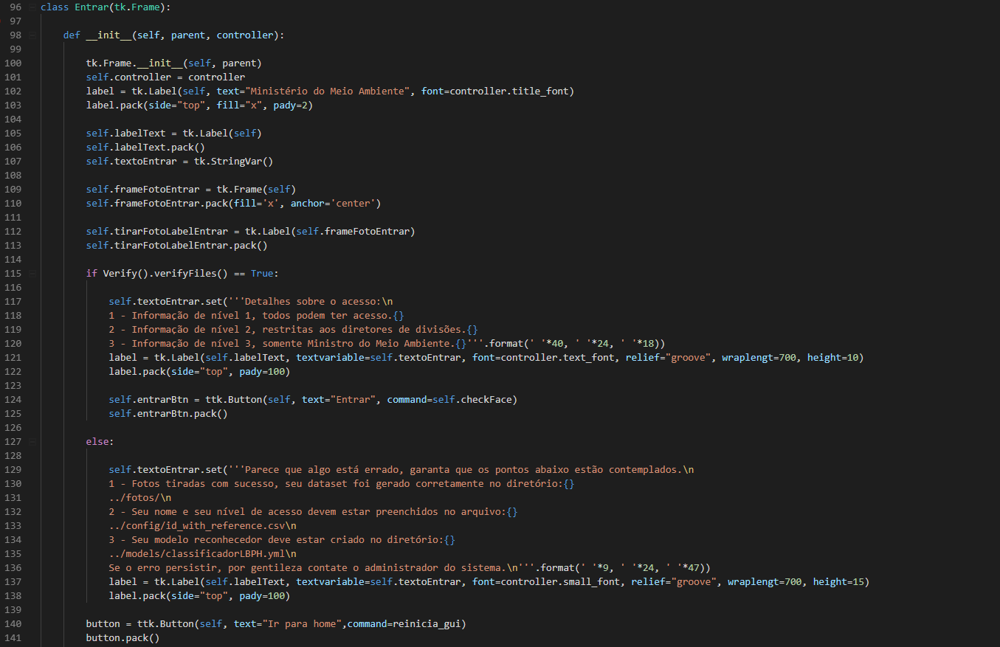 96 class Entrar(tk.Frame):
97
98 def __init__(self, parent, controller):
99
100 tk.Frame.__init__(self, parent)
101 self.controller = controller
102 label = tk.Label(self, text="Ministério do Meio Ambiente", font=controller.title_font)
103 label.pack(side="top", fill="x", pady=2)
104
105 self.labelText = tk.Label(self)
106 self.labelText.pack()
107 self.textoEntrar = tk.StringVar()
108
109 self.frameFotoEntrar = tk.Frame(self)
110 self.frameFotoEntrar.pack(fill='x', anchor='center')
111
112 self.tirarFotoLabelEntrar = tk.Label(self.frameFotoEntrar)
113 self.tirarFotoLabelEntrar.pack()
114
115 if Verify().verifyFiles() == True:
116
117 self.textoEntrar.set('''Detalhes sobre o acesso:\n
118 1 - Informação de nível 1, todos podem ter acesso.{}
119 2 - Informação de nível 2, restritas aos diretores de divisões.{}
120 3 - Informação de nível 3, somente Ministro do Meio Ambiente.{}'''.format(' '*40, ' '*24, ' '*18))
121 label = tk.Label(self.labelText, textvariable=self.textoEntrar, font=controller.text_font, relief="groove", wraplengt=700, height=10)
122 label.pack(side="top", pady=100)
123
124 self.entrarBtn = ttk.Button(self, text="Entrar", command=self.checkFace)
125 self.entrarBtn.pack()
126
127 else:
128
129 self.textoEntrar.set('''Parece que algo está errado, garanta que os pontos abaixo estão contemplados.\n
130 1 - Fotos tiradas com sucesso, seu dataset foi gerado corretamente no diretório:{}
131 ../fotos/\n
132 2 - Seu nome e seu nível de acesso devem estar preenchidos no arquivo:{}
133 ../config/id_with_reference.csv\n
134 3 - Seu modelo reconhecedor deve estar criado no diretório:{}
135 ../models/classificadorLBPH.yml\n
136 Se o erro persistir, por gentileza contate o administrador do sistema.\n'''.format(' '*9, ' '*24, ' '*47))
137 label = tk.Label(self.labelText, textvariable=self.textoEntrar, font=controller.small_font, relief="groove", wraplengt=700, height=15)
138 label.pack(side="top", pady=100)
139
140 button = ttk.Button(self, text="Ir para home",command=reinicia_gui)
141 button.pack()